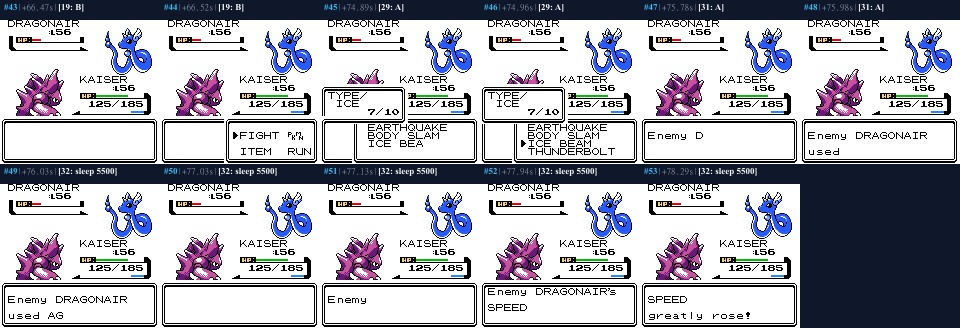 #43|+66.47s| [19: B]
DRAGONAIR
:L56
HP:
KAISER
:L56
HP:
125/185
#44|+66.52s| [19: B]
DRAGONAIR
:L56
HP:
KAISER
:L56
HP:
125/185
▶FIGHT PKMN
ITEM RUN
#45|+74.89s| [29: A]
DRAGONAIR
:L56
HP:
KAISER
:L56
125/185
TYPE/
ICE
7/10
EARTHQUAKE
BODY SLAM
ICE BEA
#46|+74.96s| [29: A]
DRAGONAIR
:L56
HP:
KAISER
:L56
125/185
TYPE/
ICE
7/10
EARTHQUAKE
BODY SLAM
▶ICE BEAM
THUNDERBOLT
#47|+75.78s| [31: A]
DRAGONAIR
:L56
HP:
KAISER
:L56
HP:
125/185
Enemy D
#48|+75.98s| [31: A]
DRAGONAIR
:L56
HP:
KAISER
:L56
HP:
125/185
Enemy DRAGONAIR
used
#49|+76.03s| [32: sleep 5500]
DRAGONAIR
:L56
HP:
KAISER
:L56
HP:
125/185
Enemy DRAGONAIR
used AG
#50|+77.03s| [32: sleep 5500]
DRAGONAIR
:L56
HP:
KAISER
:L56
HP:
125/185
#51|+77.13s| [32: sleep 5500]
DRAGONAIR
:L56
HP:
KAISER
:L56
HP:
125/185
Enemy
#52|+77.94s| [32: sleep 5500]
DRAGONAIR
:L56
HP:
KAISER
:L56
HP:
125/185
Enemy DRAGONAIR's
SPEED
#53|+78.29s| [32: sleep 5500]
DRAGONAIR
:L56
HP:
KAISER
:L56
HP:
125/185
SPEED
greatly rose!